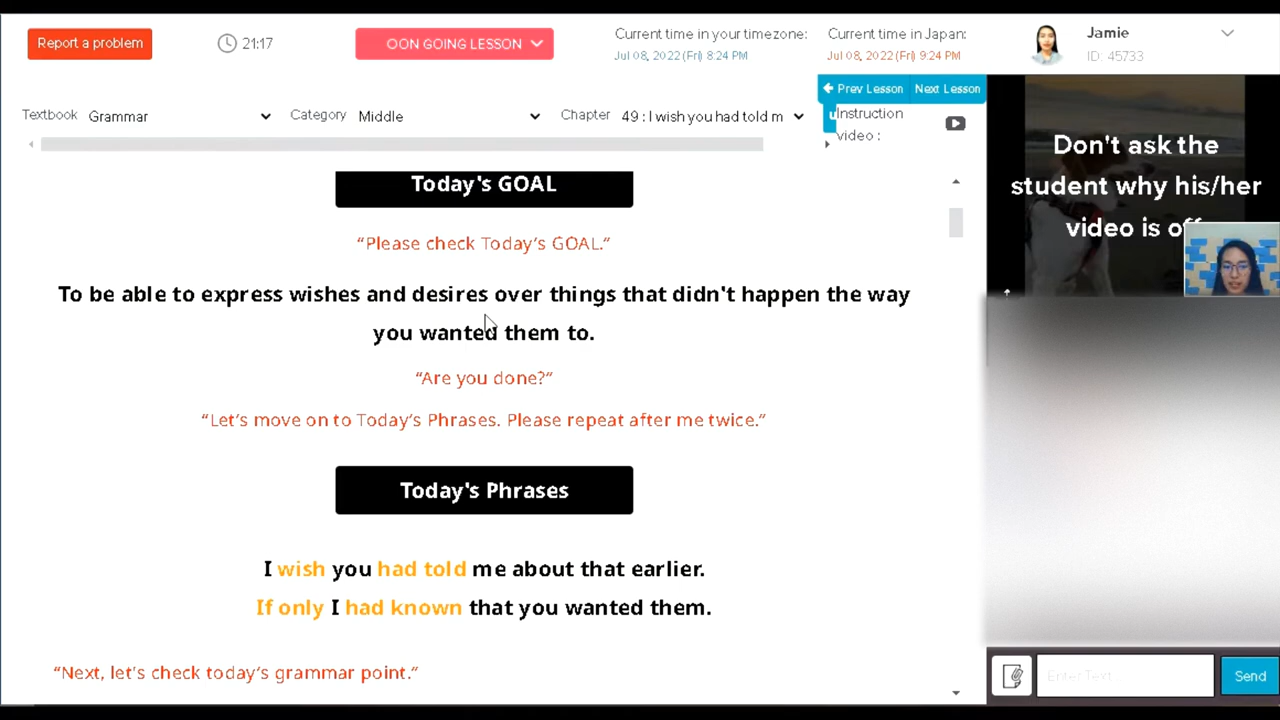 Report a problem
21:17
OON GOING LESSON
Current time in your timezone:
Jul 08, 2022 (Fri) 8:24 PM
Current time in Japan:
Jul 08, 2022 (Fri) 9:24 PM
Jamie
ID: 45733
Textbook Grammar
Category Middle
Chapter 49 : I wish you had told m
Prev Lesson Next Lesson
u
Instruction
video :
Don't ask the
student why his/her
video is off
Today's GOAL
“Please check Today’s GOAL.”
To be able to express wishes and desires over things that didn't happen the way
you wanted them to.
“Are you done?”
“Let’s move on to Today’s Phrases. Please repeat after me twice.”
Today's Phrases
I wish you had told me about that earlier.
If only I had known that you wanted them.
“Next, let's check today’s grammar point.”
Enter Text
Send